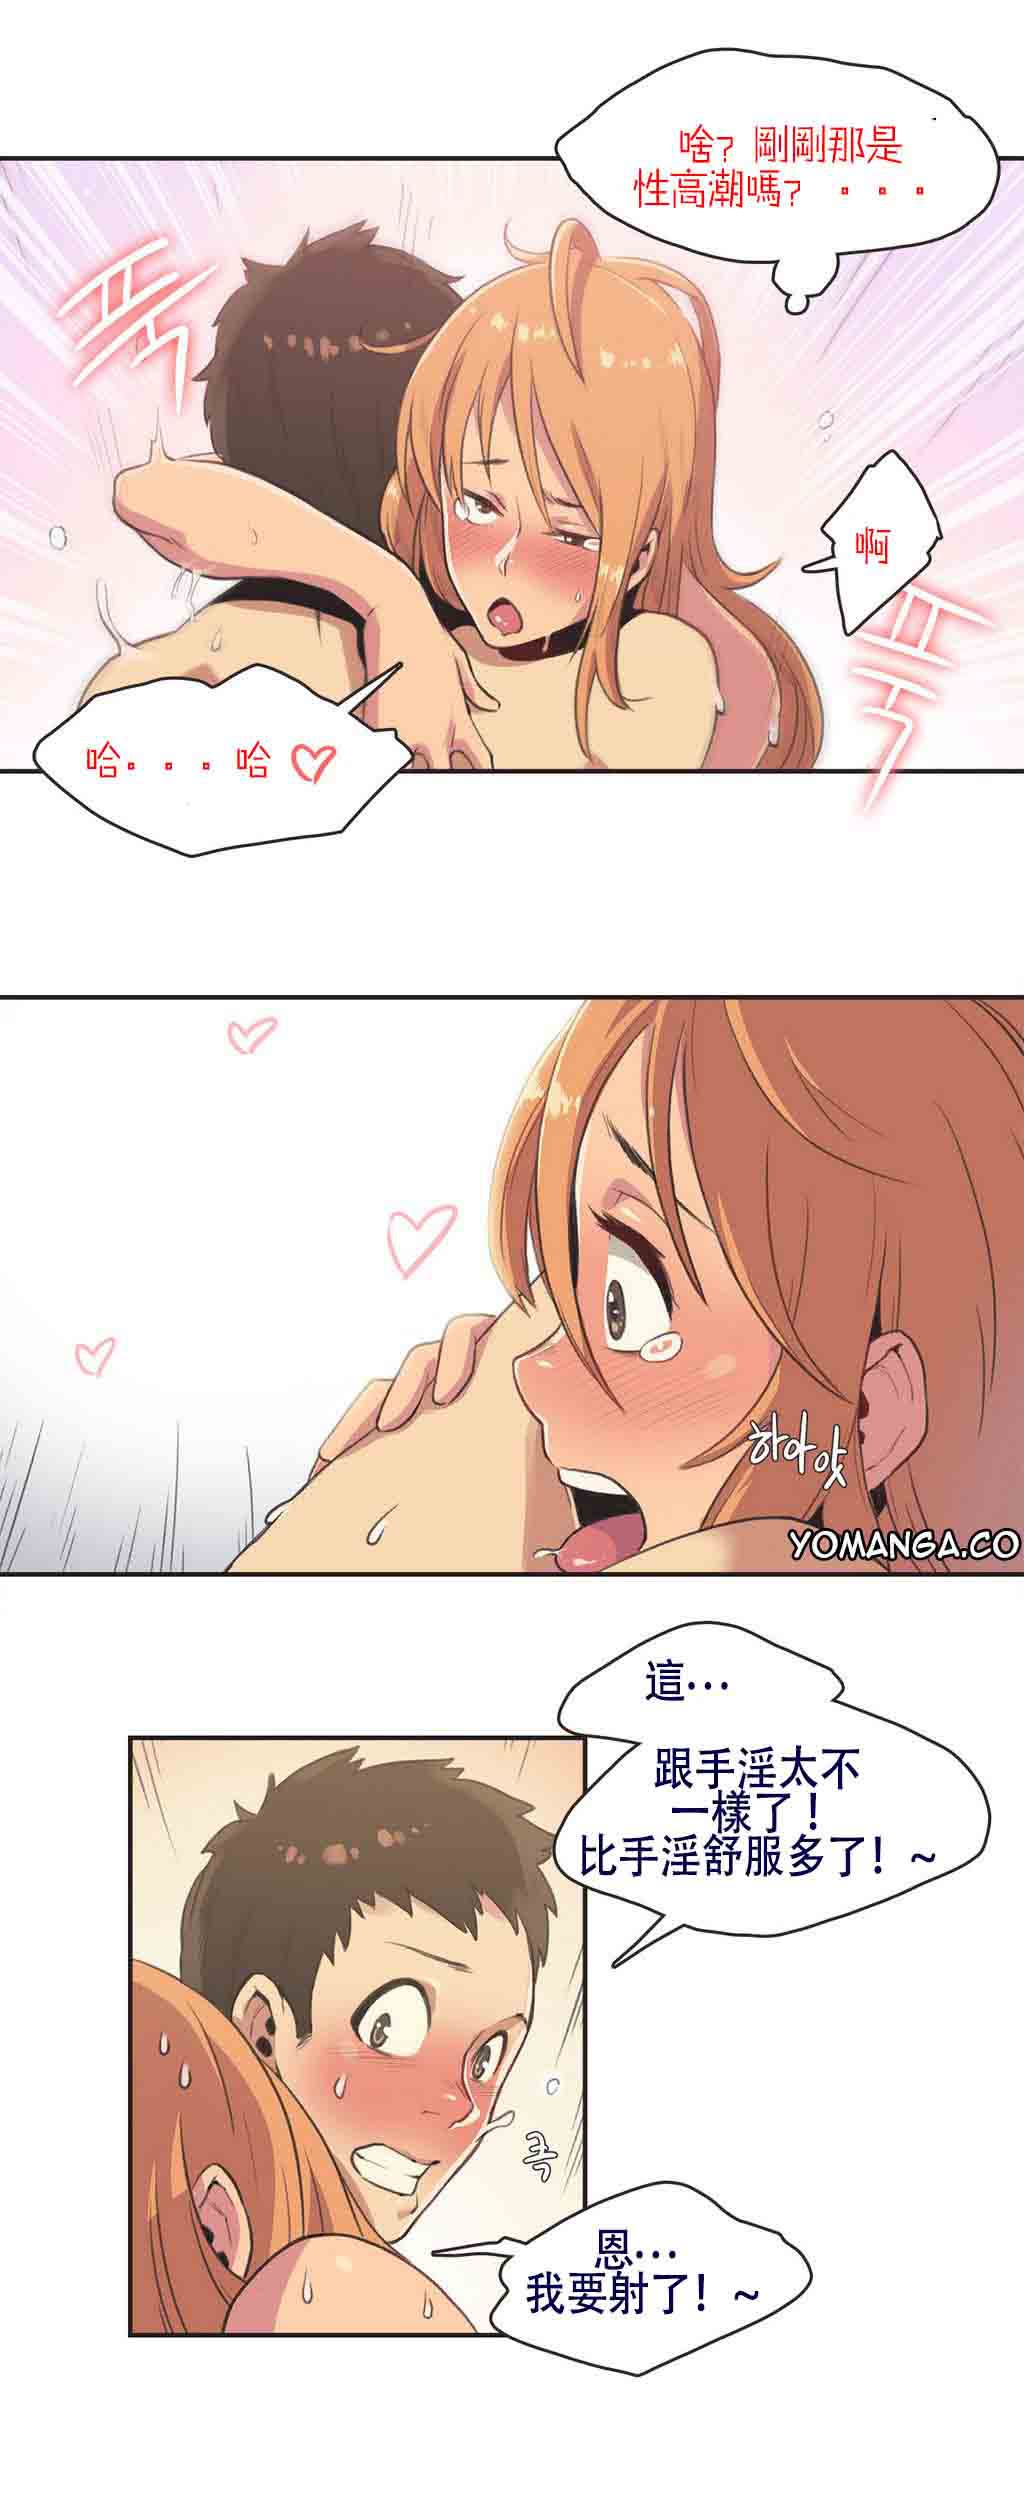 啥? 剛剛那是
性高潮嗎? ...
퍽
啊
퍽
哈...哈♡
하아앗
YOMANGA.CO
這...
跟手淫太不
一樣了!
比手淫舒服多了! ~
恩...
我要射了! ~